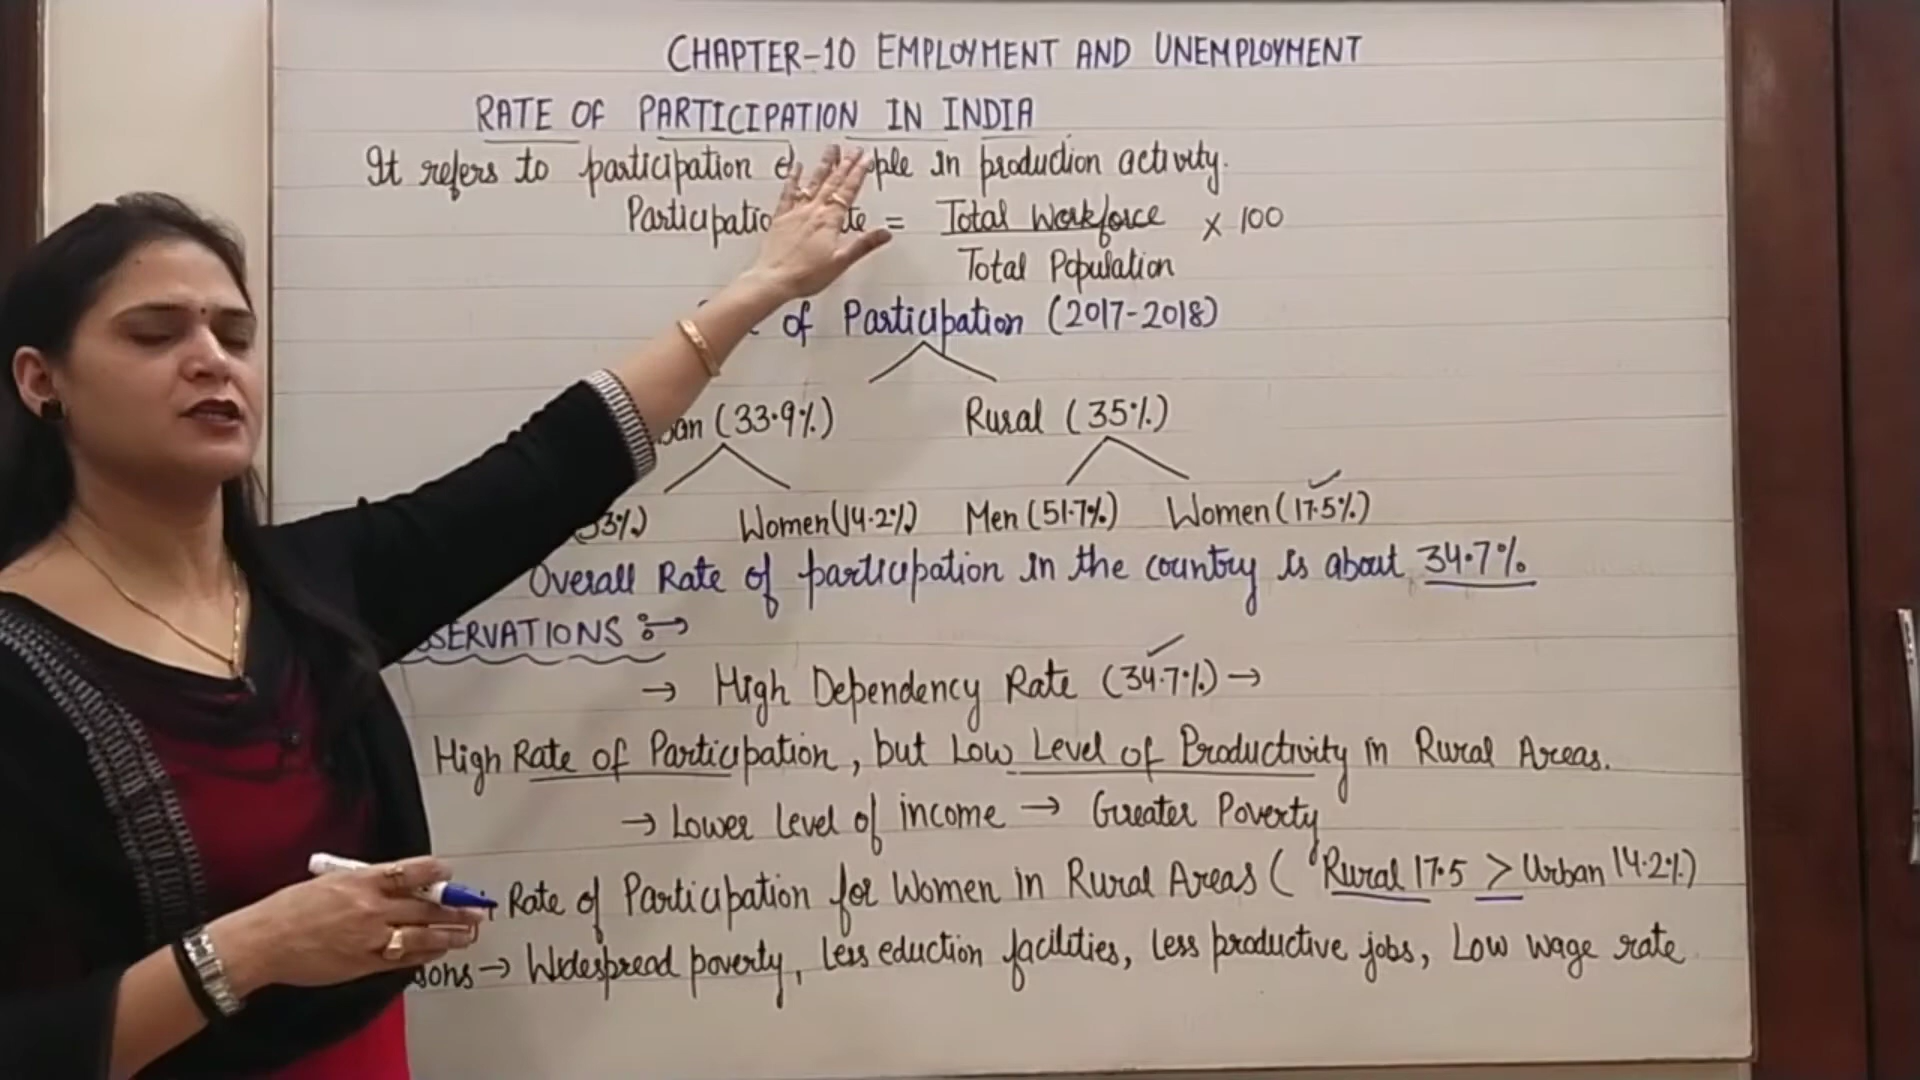 CHAPTER-10 EMPLOYMENT AND UNEMPLOYMENT
RATE OF PARTICIPATION IN INDIA
It refers to participation in production activity.
= Total Workforce × 100
Total Population
of Participation (2017-2018)
(33.9%) Rural (35%)
Women (14.2%) Men (51.7%) Women (17.5%)
Overall Rate of participation in the country is about 34.7%.
→ High Dependency Rate (34.7%) →
High Rate of Participation, but Low Level of Productivity in Rural Areas.
→ Lower level of income → Greater Poverty
Rate of Participation for Women in Rural Areas ( Rural 17.5 > Urban 14.2%)
→ Widespread poverty, Less eduction facilities, Less productive jobs, Low wage rate